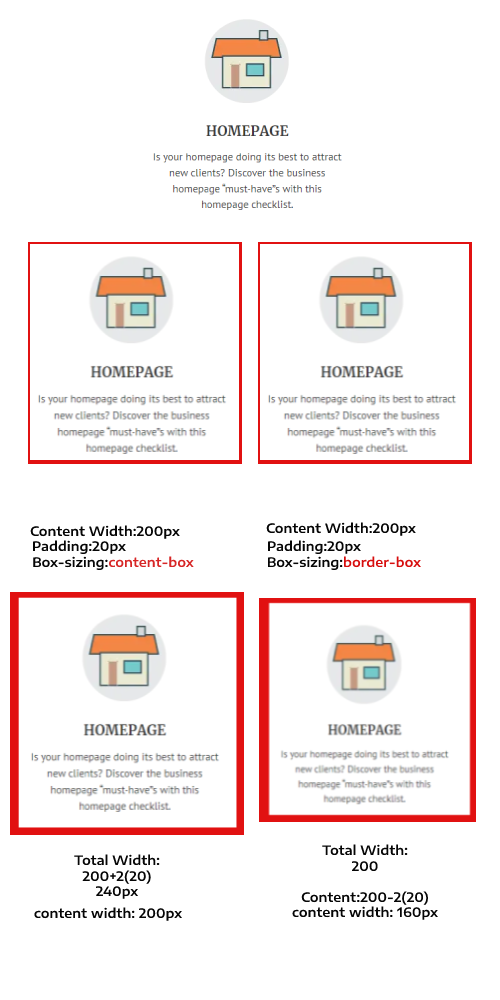 HOMEPAGE
Is your homepage doing its best to attract
new clients? Discover the business
homepage “must-have”s with this
homepage checklist.
HOMEPAGE
Is your homepage doing its best to attract
new clients? Discover the business
homepage “must-have”s with this
homepage checklist.
HOMEPAGE
Is your homepage doing its best to attract
new clients? Discover the business
homepage “must-have”s with this
homepage checklist.
Content Width:200px
Padding:20px
Box-sizing:content-box
Content Width:200px
Padding:20px
Box-sizing:border-box
HOMEPAGE
Is your homepage doing its best to attract
new clients? Discover the business
homepage “must-have”s with this
homepage checklist.
HOMEPAGE
Is your homepage doing its best to attract
new clients? Discover the business
homepage “must-have”s with this
homepage checklist.
Total Width:
200+2(20)
240px
content width: 200px
Total Width:
200
Content:200-2(20)
content width: 160px